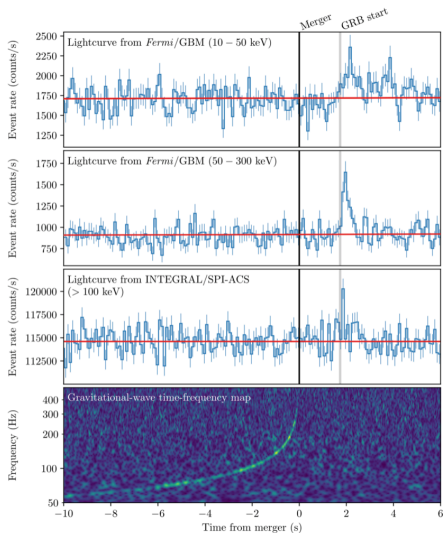 Merger GRB start
2500
2250
2000
1750
1500
1250
Event rate (counts/s)
Lightcurve from Fermi/GBM (10 − 50 keV)
1750
1500
1250
1000
750
Event rate (counts/s)
Lightcurve from Fermi/GBM (50 − 300 keV)
120000
117500
115000
112500
Event rate (counts/s)
Lightcurve from INTEGRAL/SPI-ACS
(> 100 keV)
400
300
200
100
50
Frequency (Hz)
Gravitational-wave time-frequency map
−10 −8 −6 −4 −2 0 2 4 6
Time from merger (s)